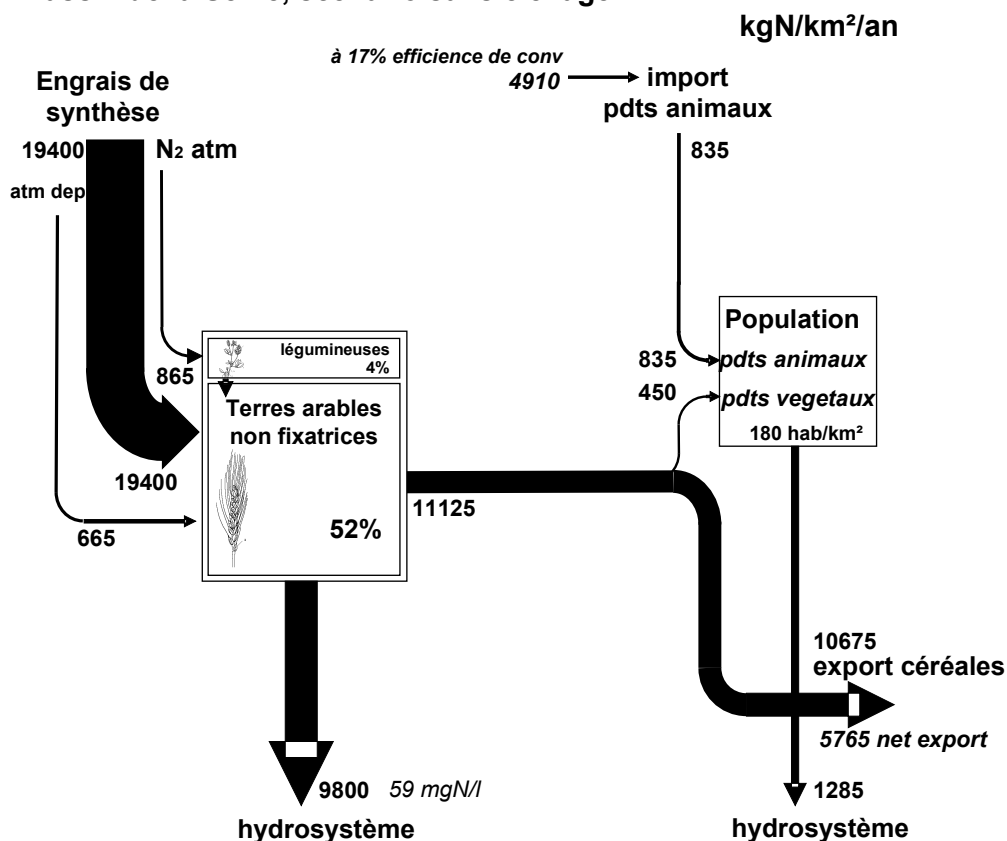 kgN/km²/an
à 17% efficience de conv
4910
import
pdts animaux
835
Engrais de
synthèse
19400
N₂ atm
atm dep
légumineuses
4%
865
Terres arables
non fixatrices
52%
19400
665
11125
Population
835
pdts animaux
450
pdts vegetaux
180 hab/km²
10675
export céréales
5765 net export
9800
59 mgN/l
hydrosystème
1285
hydrosystème